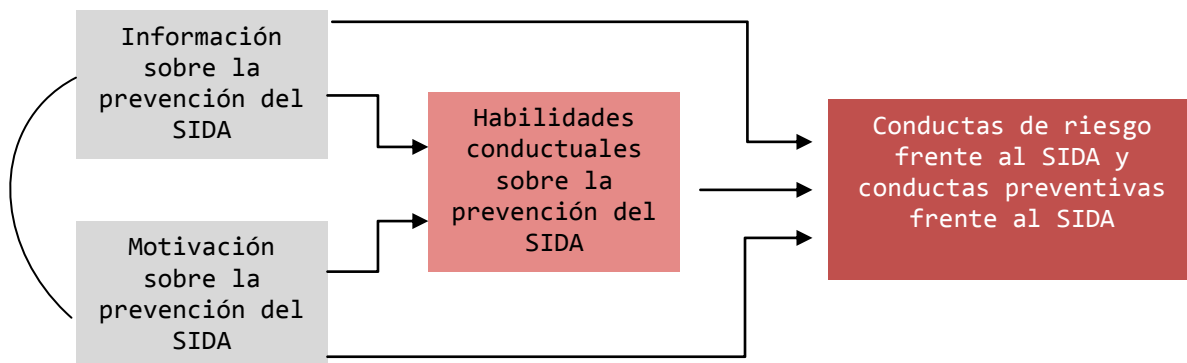 Información
sobre la
prevención del
SIDA
Habilidades
conductuales
sobre la
prevención del
SIDA
Conductas de riesgo
frente al SIDA y
conductas preventivas
frente al SIDA
Motivación
sobre la
prevención del
SIDA